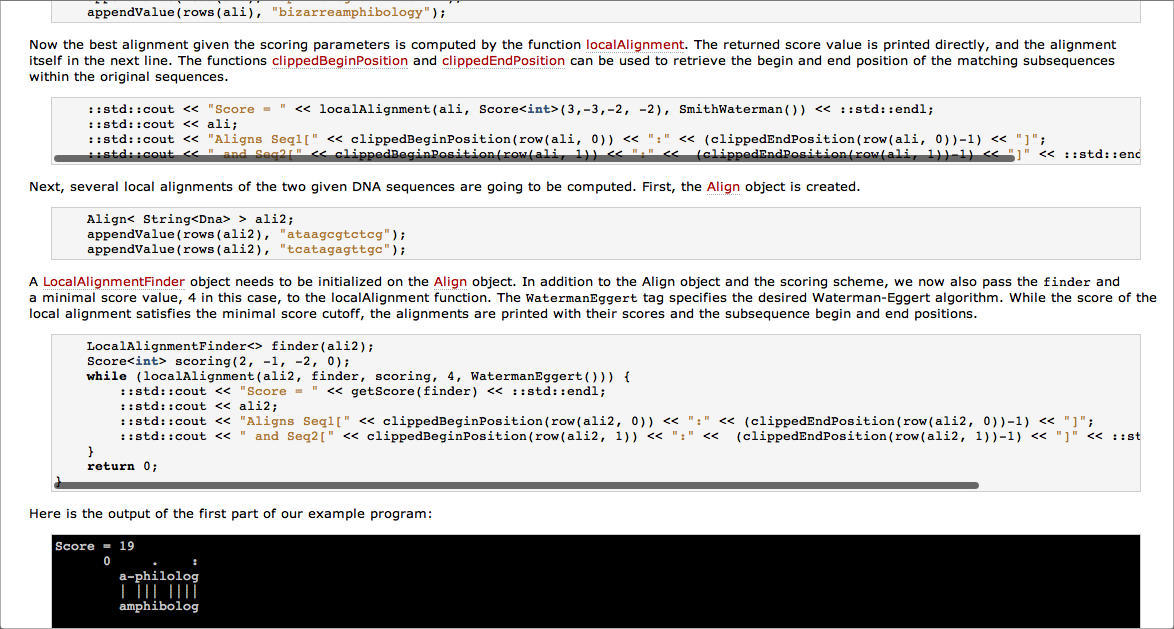 appendValue(rows(ali), "bizarreamphibology");
Now the best alignment given the scoring parameters is computed by the function localAlignment. The returned score value is printed directly, and the alignment
itself in the next line. The functions clippedBeginPosition and clippedEndPosition can be used to retrieve the begin and end position of the matching subsequences
within the original sequences.
::std::cout << "Score = " << localAlignment(ali, Score<int>(3,-3,-2, -2), SmithWaterman()) << ::std::endl;
::std::cout << ali;
::std::cout << "Aligns Seq1[" << clippedBeginPosition(row(ali, 0)) << ":" << (clippedEndPosition(row(ali, 0))-1) << "]";
::std::cout << " and Seq2[" << clippedBeginPosition(row(ali, 1)) << ":" <<  (clippedEndPosition(row(ali, 1))-1) << "]" << ::std::end
Next, several local alignments of the two given DNA sequences are going to be computed. First, the Align object is created.
Align< String<Dna> > ali2;
appendValue(rows(ali2), "ataagcgtctcg");
appendValue(rows(ali2), "tcatagagttgc");
A LocalAlignmentFinder object needs to be initialized on the Align object. In addition to the Align object and the scoring scheme, we now also pass the finder and
a minimal score value, 4 in this case, to the localAlignment function. The WatermanEggert tag specifies the desired Waterman-Eggert algorithm. While the score of the
local alignment satisfies the minimal score cutoff, the alignments are printed with their scores and the subsequence begin and end positions.
LocalAlignmentFinder<> finder(ali2);
Score<int> scoring(2, -1, -2, 0);
while (localAlignment(ali2, finder, scoring, 4, WatermanEggert())) {
::std::cout << "Score = " << getScore(finder) << ::std::endl;
::std::cout << ali2;
::std::cout << "Aligns Seq1[" << clippedBeginPosition(row(ali2, 0)) << ":" << (clippedEndPosition(row(ali2, 0))-1) << "]";
::std::cout << " and Seq2[" << clippedBeginPosition(row(ali2, 1)) << ":" <<  (clippedEndPosition(row(ali2, 1))-1) << "]" << ::st
}
return 0;
}
Here is the output of the first part of our example program:
Score = 19
0     .    :
a-philolog
| ||| ||||
amphibolog